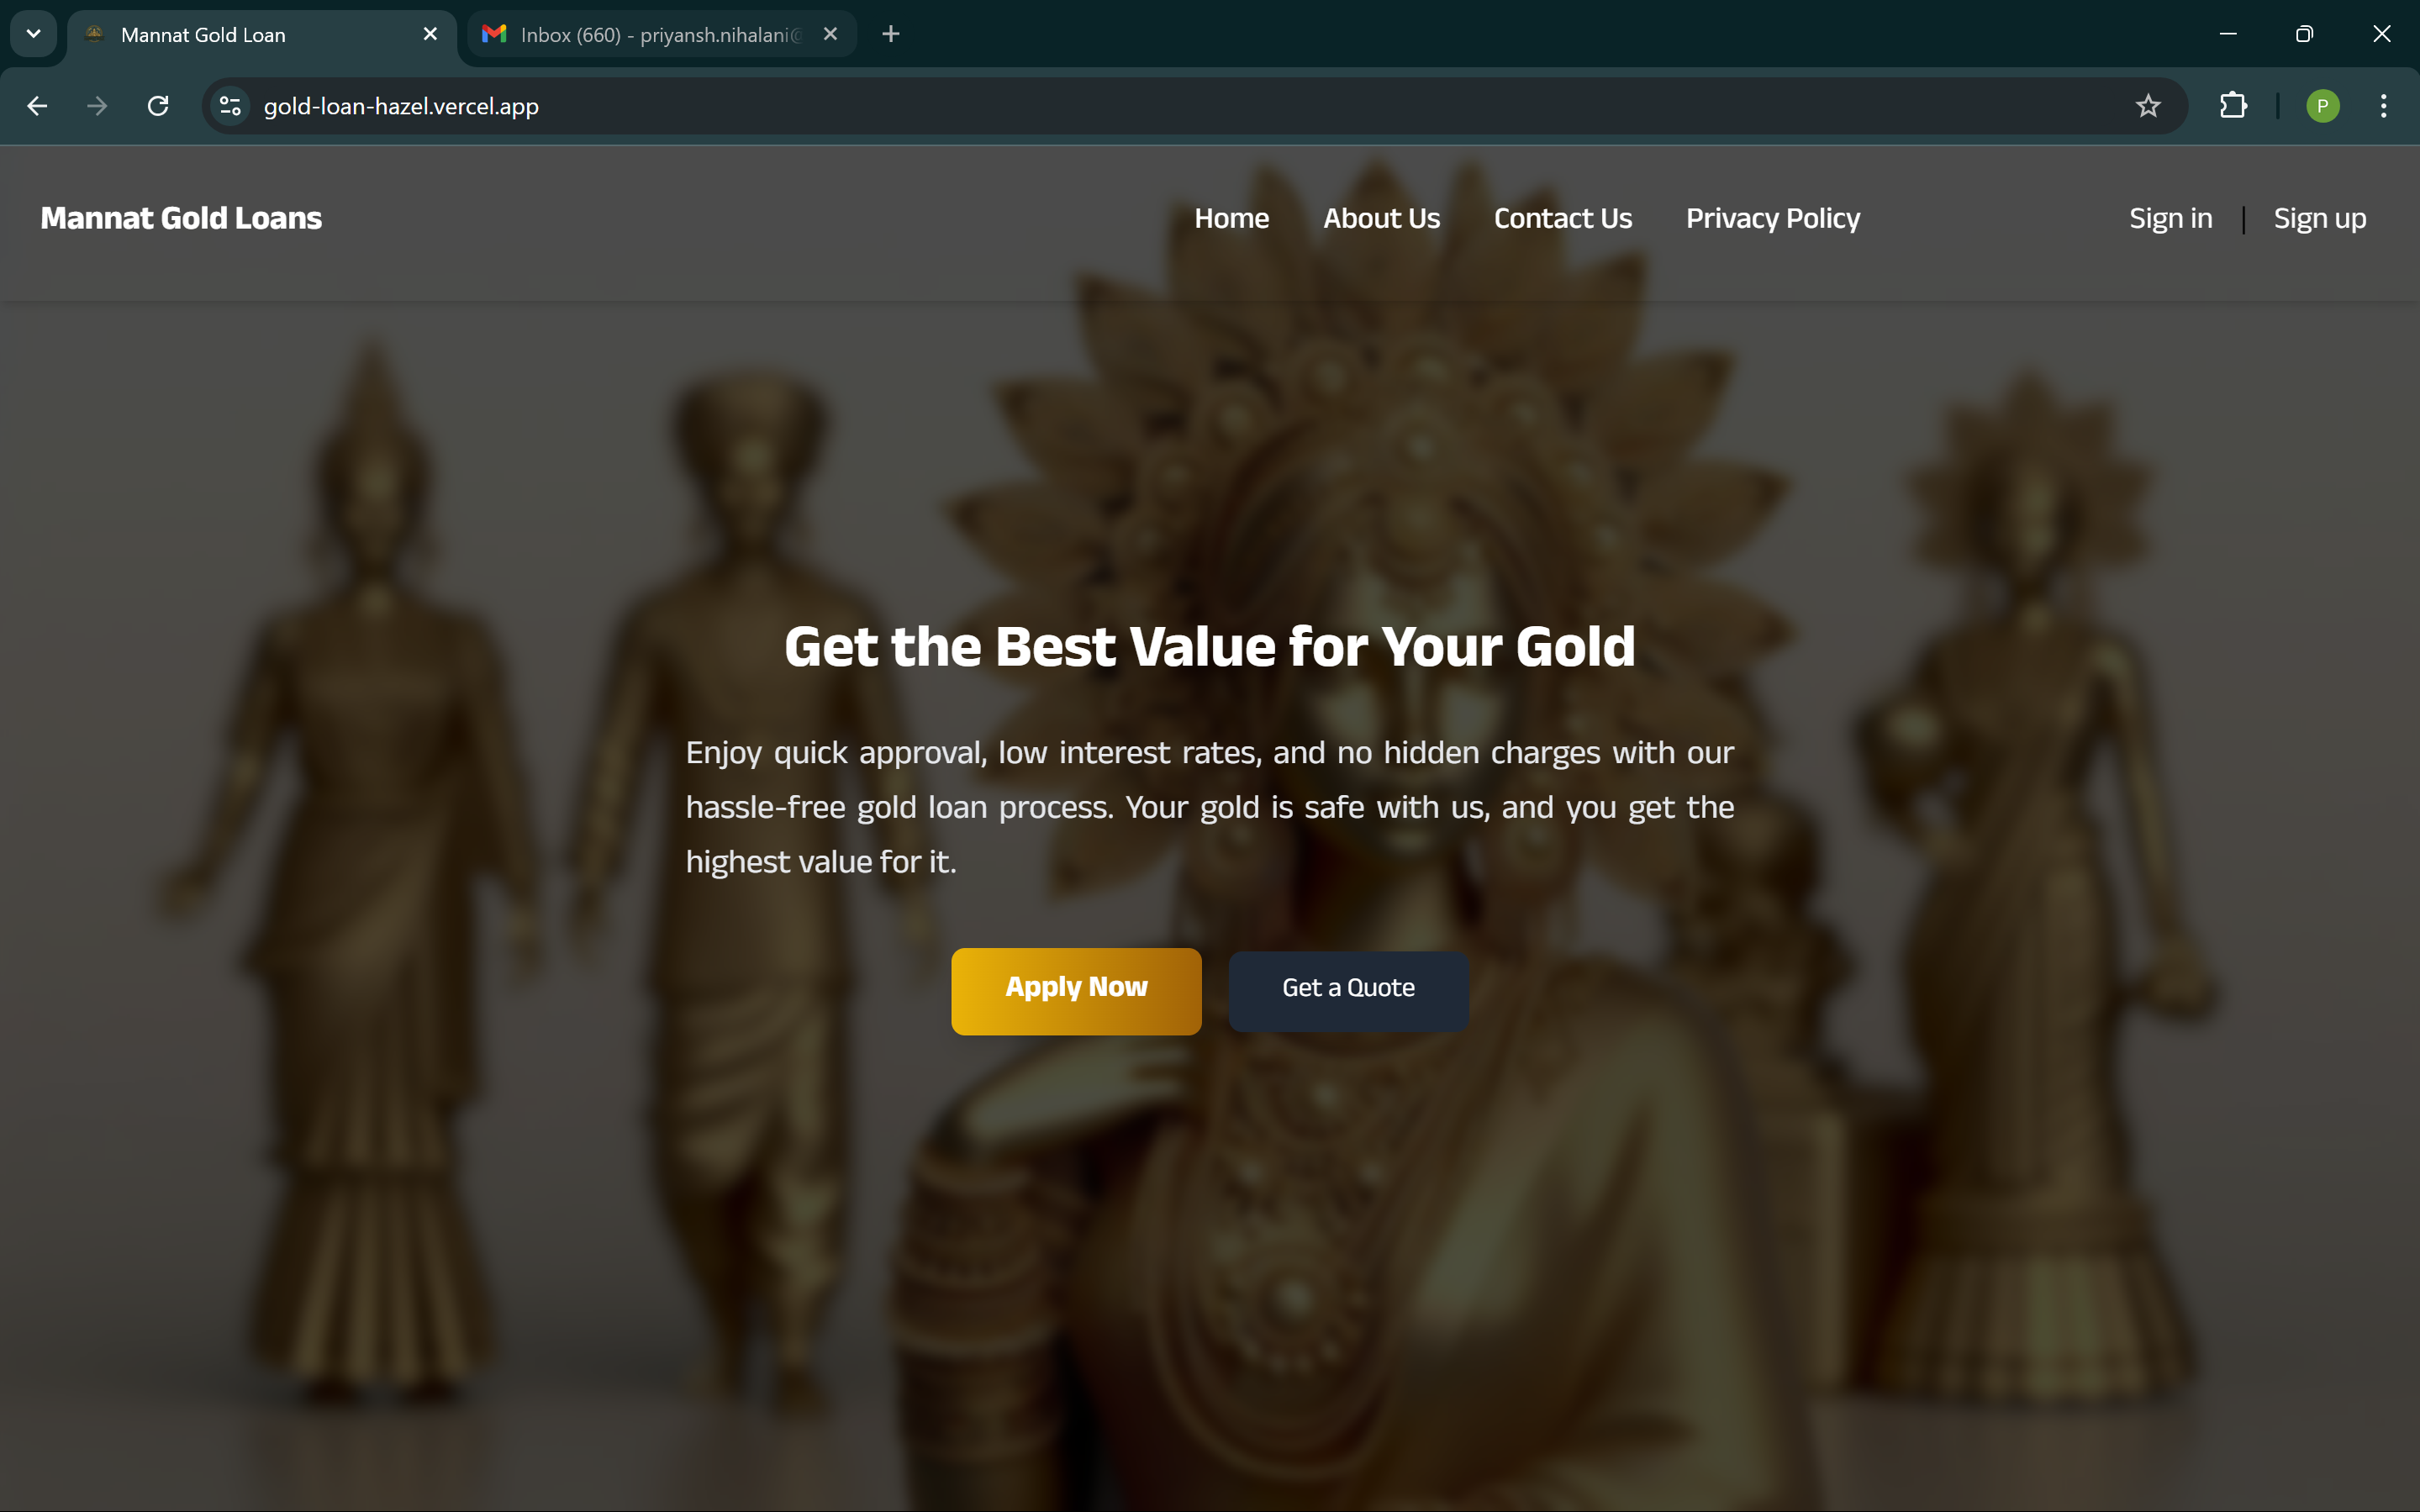 Mannat Gold Loan
Inbox (660) - priyansh.nihalani@
gold-loan-hazel.vercel.app
P
Mannat Gold Loans
Home About Us Contact Us Privacy Policy
Sign in | Sign up
Get the Best Value for Your Gold
Enjoy quick approval, low interest rates, and no hidden charges with our
hassle-free gold loan process. Your gold is safe with us, and you get the
highest value for it.
Apply Now
Get a Quote